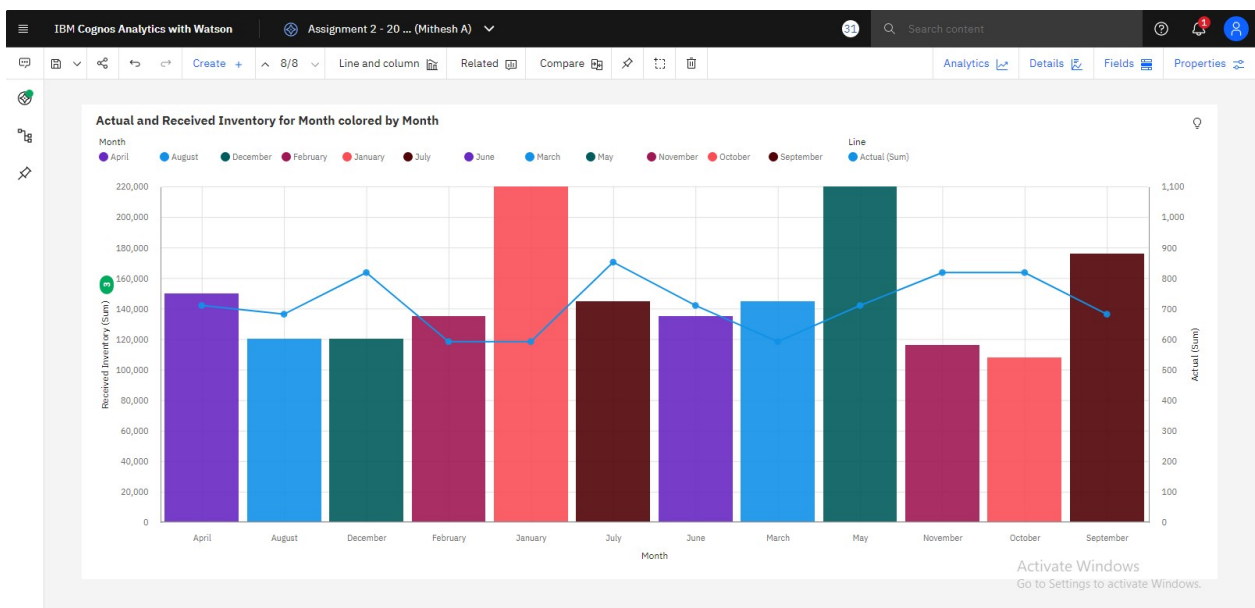 IBM Cognos Analytics with Watson
Assignment 2 - 20 ... (Mithesh A)
31
Search content
1
Create +
8/8
Line and column
Related
Compare
Analytics
Details
Fields
Properties
Actual and Received Inventory for Month colored by Month
Month
April August December February January July June March May November October September
Line
Actual (Sum)
220,000
200,000
180,000
160,000
140,000
120,000
100,000
80,000
60,000
40,000
20,000
0
3
Received Inventory (Sum)
1,100
1,000
900
800
700
600
500
400
300
200
100
0
Actual (Sum)
April August December February January July June March May November October September
Month
Activate Windows
Go to Settings to activate Windows.